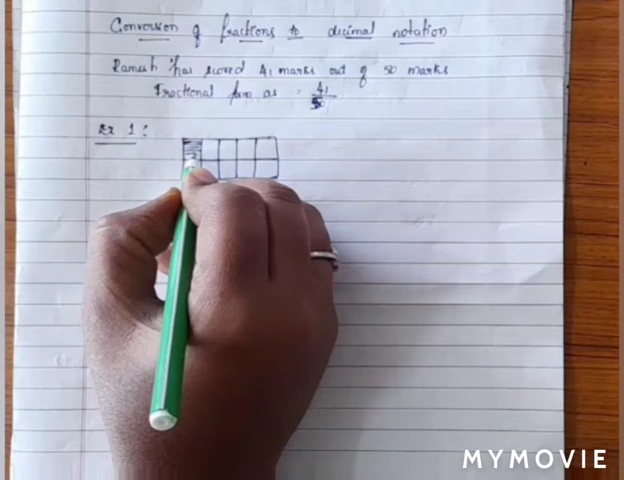 Conversion of fractions to decimal notation
Ramesh has scored 41 marks out of 50 marks
Fractional form as = 41/50
Ex 1 :
MYMOVIE